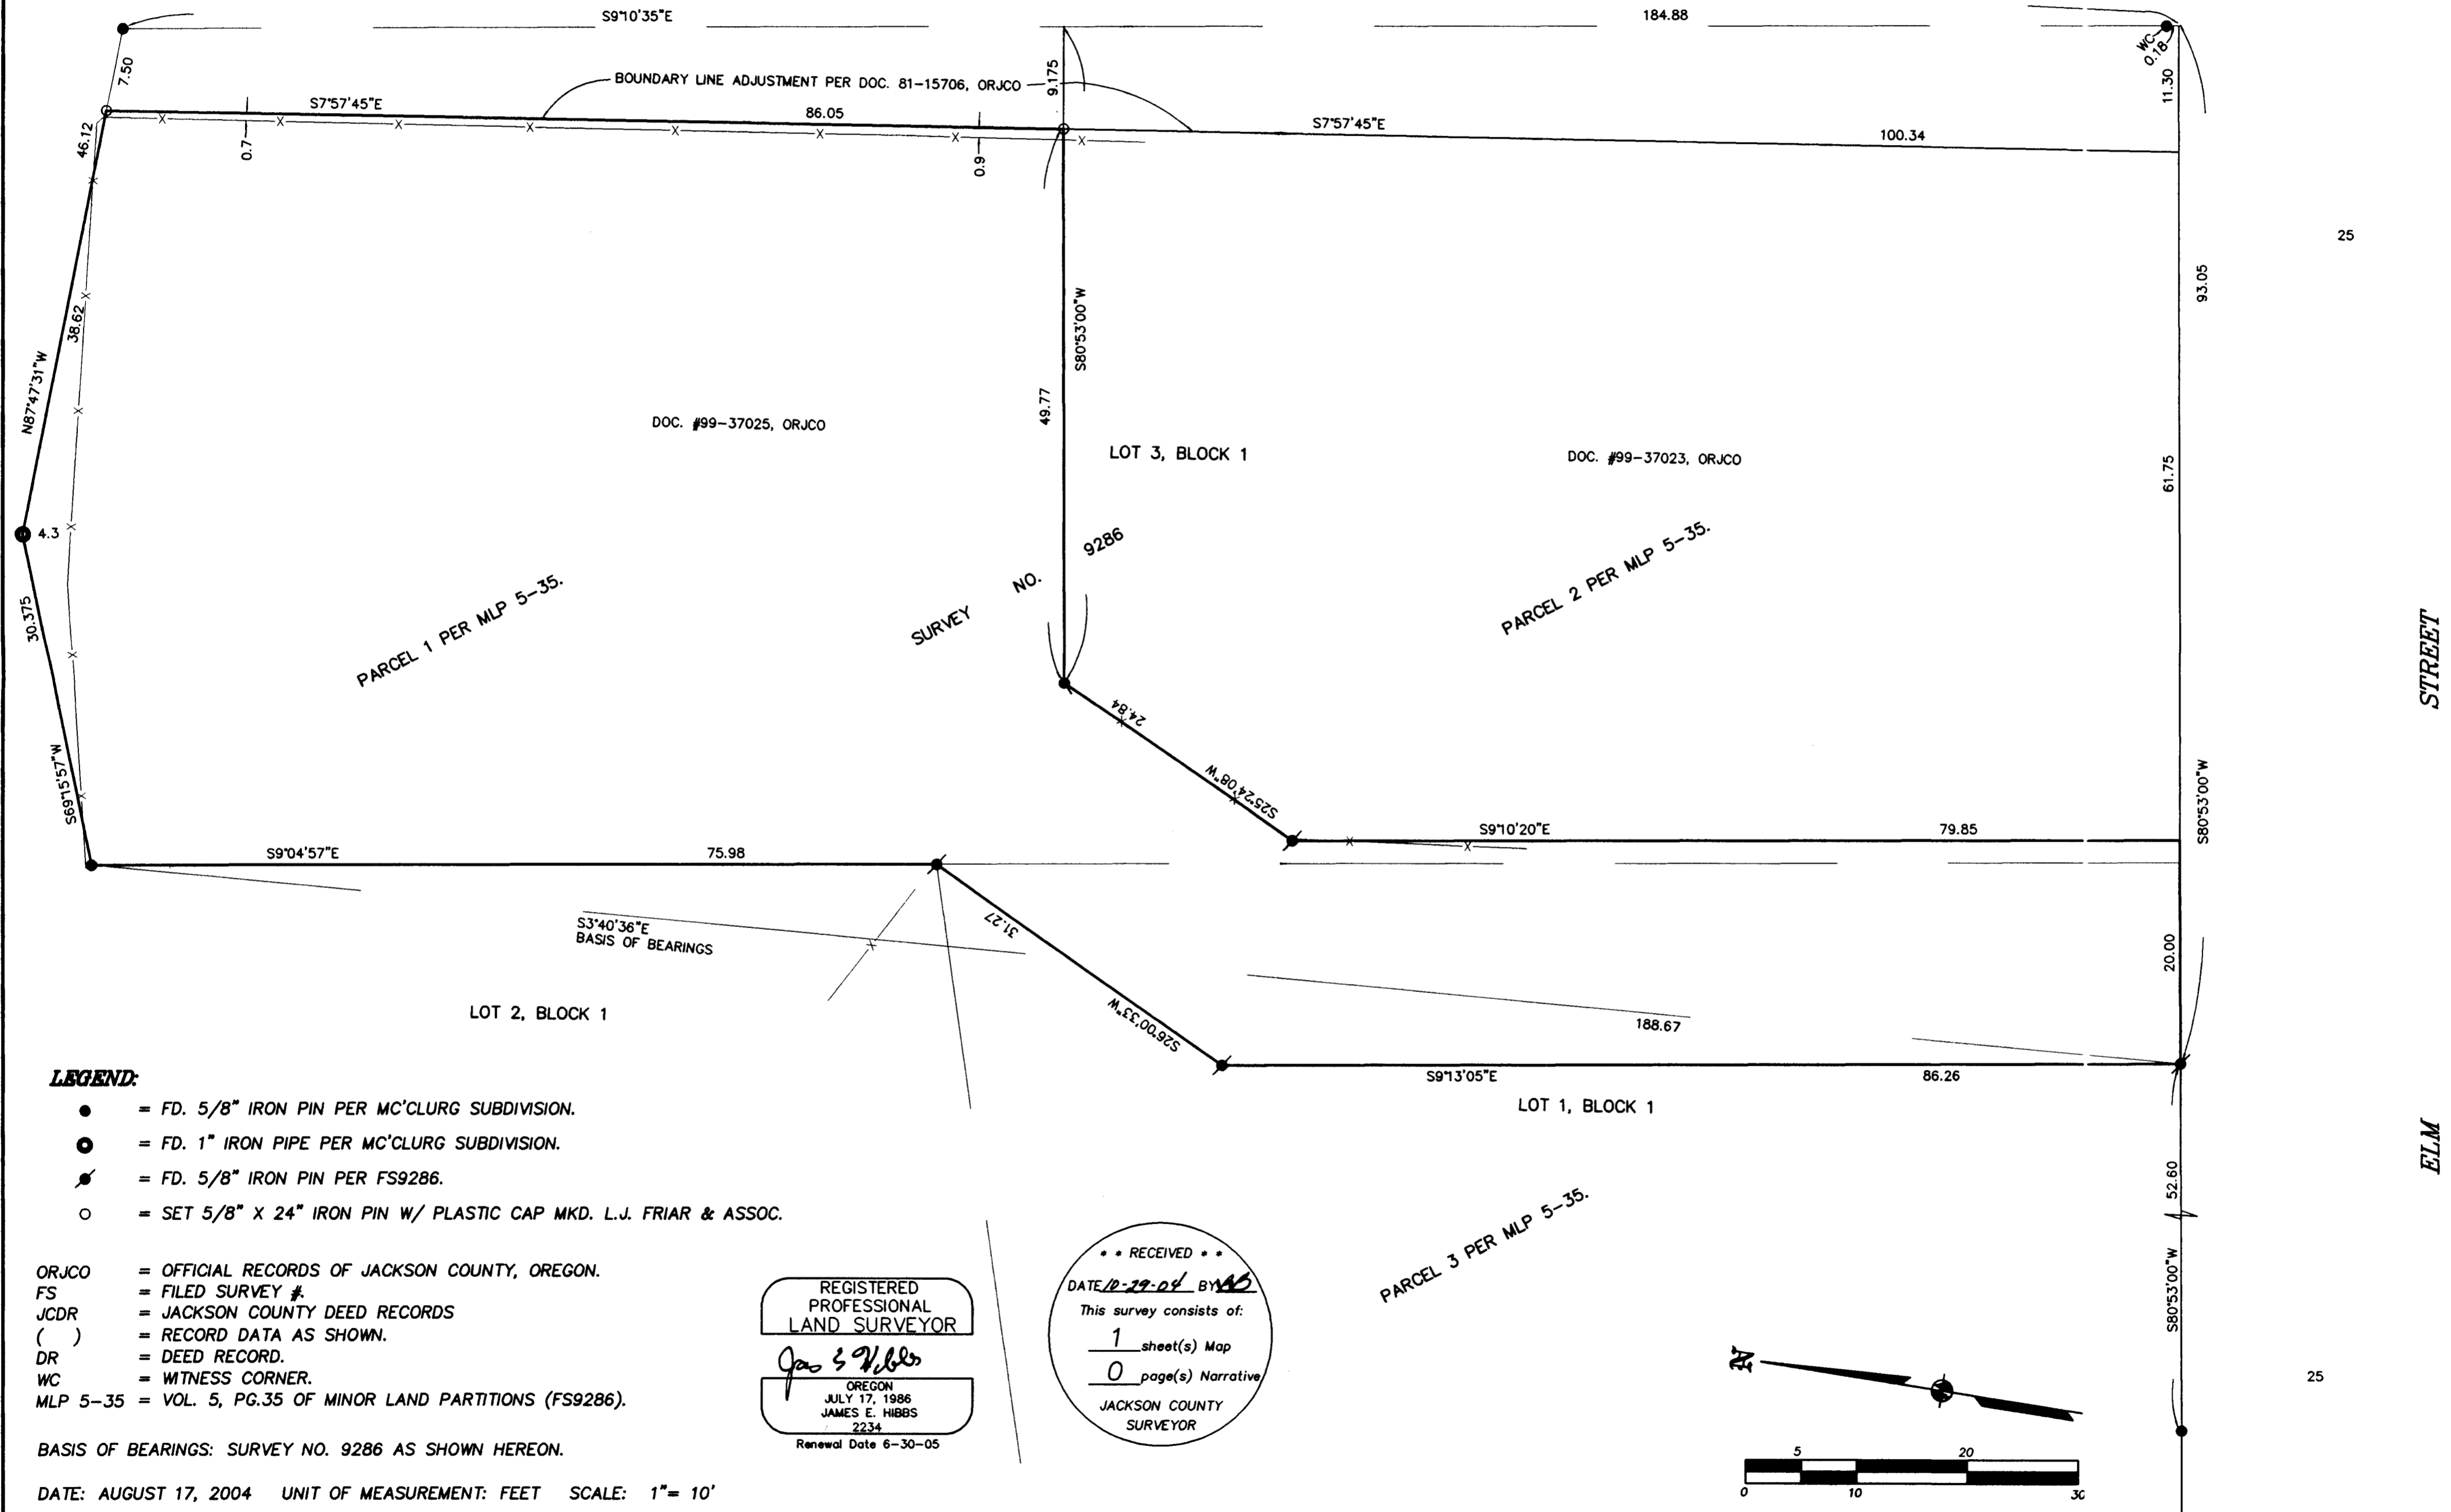 S9°10'35"E
184.88
WC
0.18
7.50
9.175
11.30
BOUNDARY LINE ADJUSTMENT PER DOC. 81-15706, ORJCO
S7°57'45"E
86.05
S7°57'45"E
100.34
46.12
0.7
0.9
25
93.05
S80°53'00"W
38.62
N87°47'31"W
49.77
DOC. #99-37025, ORJCO
LOT 3, BLOCK 1
DOC. #99-37023, ORJCO
61.75
4.3
SURVEY NO. 9286
PARCEL 1 PER MLP 5-35.
PARCEL 2 PER MLP 5-35.
30.375
STREET
24.84
S25°24'08"W
S69°15'57"W
S80°53'00"W
S9°10'20"E
79.85
S9°04'57"E
75.98
31.27
S3°40'36"E
BASIS OF BEARINGS
20.00
S26°00'33"W
LOT 2, BLOCK 1
188.67
S9°13'05"E
86.26
LOT 1, BLOCK 1
ELM
52.60
S80°53'00"W
PARCEL 3 PER MLP 5-35.
25
LEGEND:
= FD. 5/8" IRON PIN PER MC'CLURG SUBDIVISION.
= FD. 1" IRON PIPE PER MC'CLURG SUBDIVISION.
= FD. 5/8" IRON PIN PER FS9286.
= SET 5/8" X 24" IRON PIN W/ PLASTIC CAP MKD. L.J. FRIAR & ASSOC.
ORJCO = OFFICIAL RECORDS OF JACKSON COUNTY, OREGON.
FS = FILED SURVEY #.
JCDR = JACKSON COUNTY DEED RECORDS
( ) = RECORD DATA AS SHOWN.
DR = DEED RECORD.
WC = WITNESS CORNER.
MLP 5-35 = VOL. 5, PG.35 OF MINOR LAND PARTITIONS (FS9286).
BASIS OF BEARINGS: SURVEY NO. 9286 AS SHOWN HEREON.
DATE: AUGUST 17, 2004 UNIT OF MEASUREMENT: FEET SCALE: 1"= 10'
REGISTERED
PROFESSIONAL
LAND SURVEYOR
Jas E Hibbs
OREGON
JULY 17, 1986
JAMES E. HIBBS
2234
Renewal Date 6-30-05
* * RECEIVED * *
DATE 10-29-04 BY
This survey consists of:
1 sheet(s) Map
0 page(s) Narrative
JACKSON COUNTY
SURVEYOR
N
5 20
0 10 30